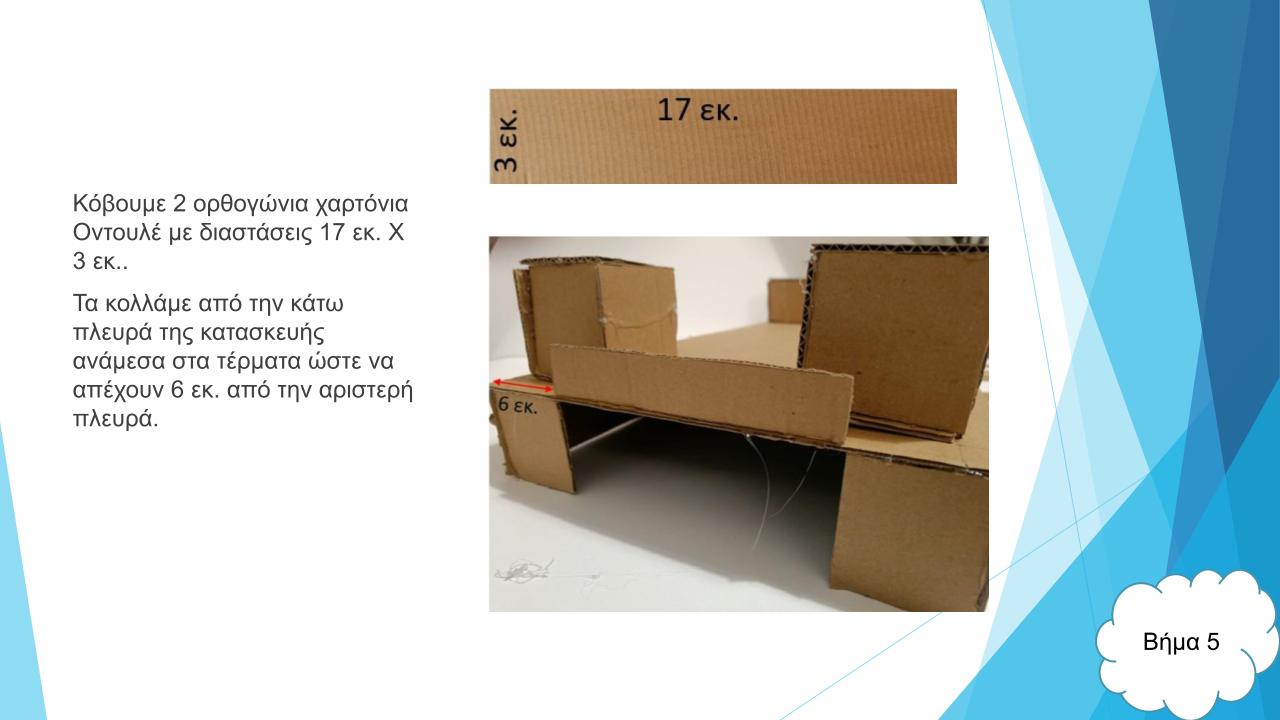 17 εκ.
3 εκ.
Κόβουμε 2 ορθογώνια χαρτόνια
Οντουλέ με διαστάσεις 17 εκ. Χ
3 εκ..
Τα κολλάμε από την κάτω
πλευρά της κατασκευής
ανάμεσα στα τέρματα ώστε να
απέχουν 6 εκ. από την αριστερή
πλευρά.
6 εκ.
Βήμα 5